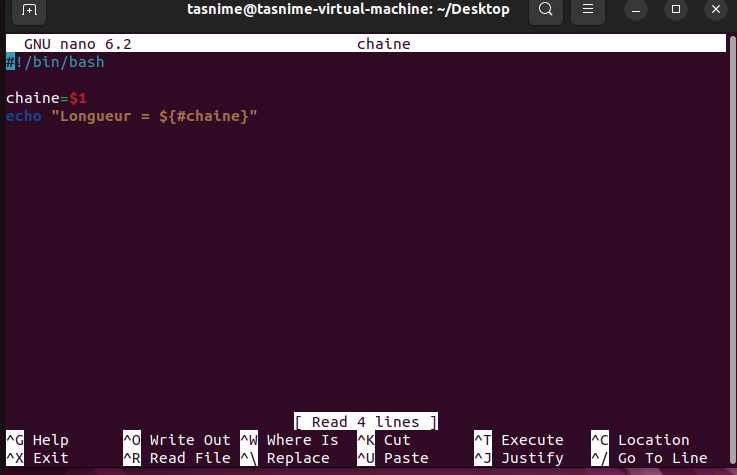 tasnime@tasnime-virtual-machine: ~/Desktop
GNU nano 6.2 chaine
#!/bin/bash
chaine=$1
echo "Longueur = ${#chaine}"
[ Read 4 lines ]
^G Help ^O Write Out ^W Where Is ^K Cut ^T Execute ^C Location
^X Exit ^R Read File ^\ Replace ^U Paste ^J Justify ^/ Go To Line